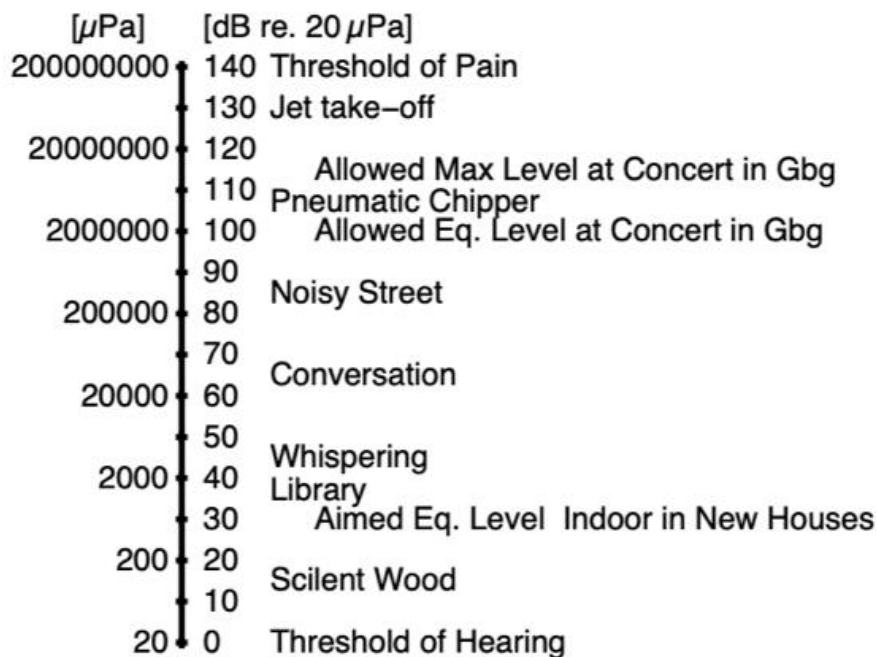 [µPa] [dB re. 20 µPa]
200000000 140 Threshold of Pain
130 Jet take−off
20000000 120
Allowed Max Level at Concert in Gbg
110
Pneumatic Chipper
2000000 100 Allowed Eq. Level at Concert in Gbg
90
Noisy Street
200000 80
70
Conversation
20000 60
50
Whispering
2000 40
Library
30 Aimed Eq. Level Indoor in New Houses
200 20
Scilent Wood
10
20 0 Threshold of Hearing